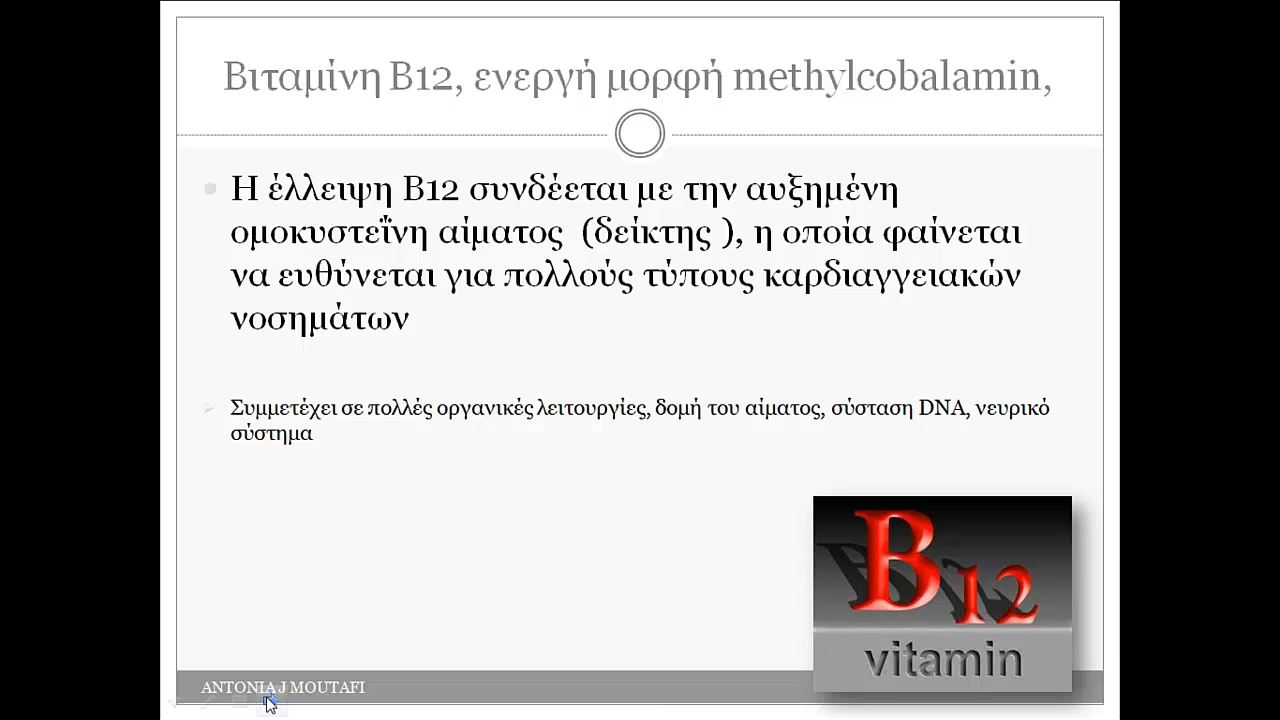 Βιταμίνη Β12, ενεργή μορφή methylcobalamin,
Η έλλειψη Β12 συνδέεται με την αυξημένη
ομοκυστεΐνη αίματος (δείκτης ), η οποία φαίνεται
να ευθύνεται για πολλούς τύπους καρδιαγγειακών
νοσημάτων
Συμμετέχει σε πολλές οργανικές λειτουργίες, δομή του αίματος, σύσταση DNA, νευρικό
σύστημα
B12
vitamin
ANTONIA J MOUTAFI